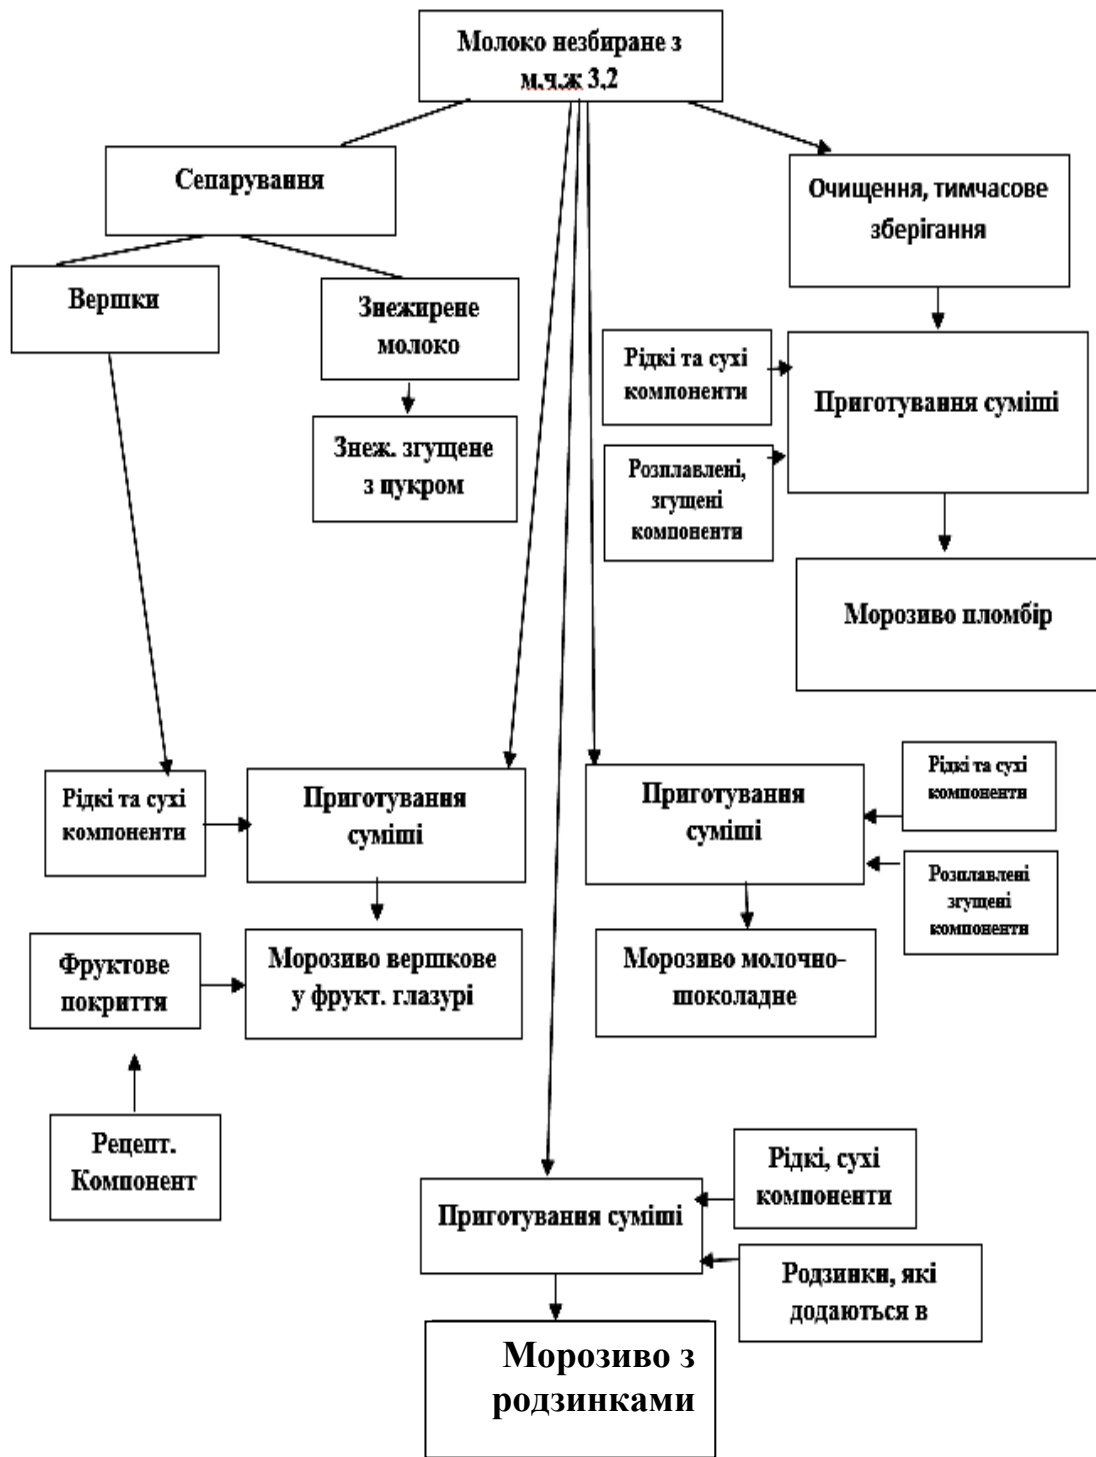 Молоко незбиране з
м.ч.ж 3,2
Сепарування
Очищення, тимчасове
зберігання
Вершки
Знежирене
молоко
Рідкі та сухі
компоненти
Приготування суміші
Знеж. згущене
з цукром
Розплавлені,
згущені
компоненти
Морозиво пломбір
Рідкі та сухі
компоненти
Приготування
суміші
Приготування
суміші
Рідкі та сухі
компоненти
Розплавлені
згущені
компоненти
Фруктове
покриття
Морозиво вершкове
у фрукт. глазурі
Морозиво молочно-
шоколадне
Рецепт.
Компонент
Рідкі, сухі
компоненти
Приготування суміші
Родзинки, які
додаються в
Морозиво з
родзинками